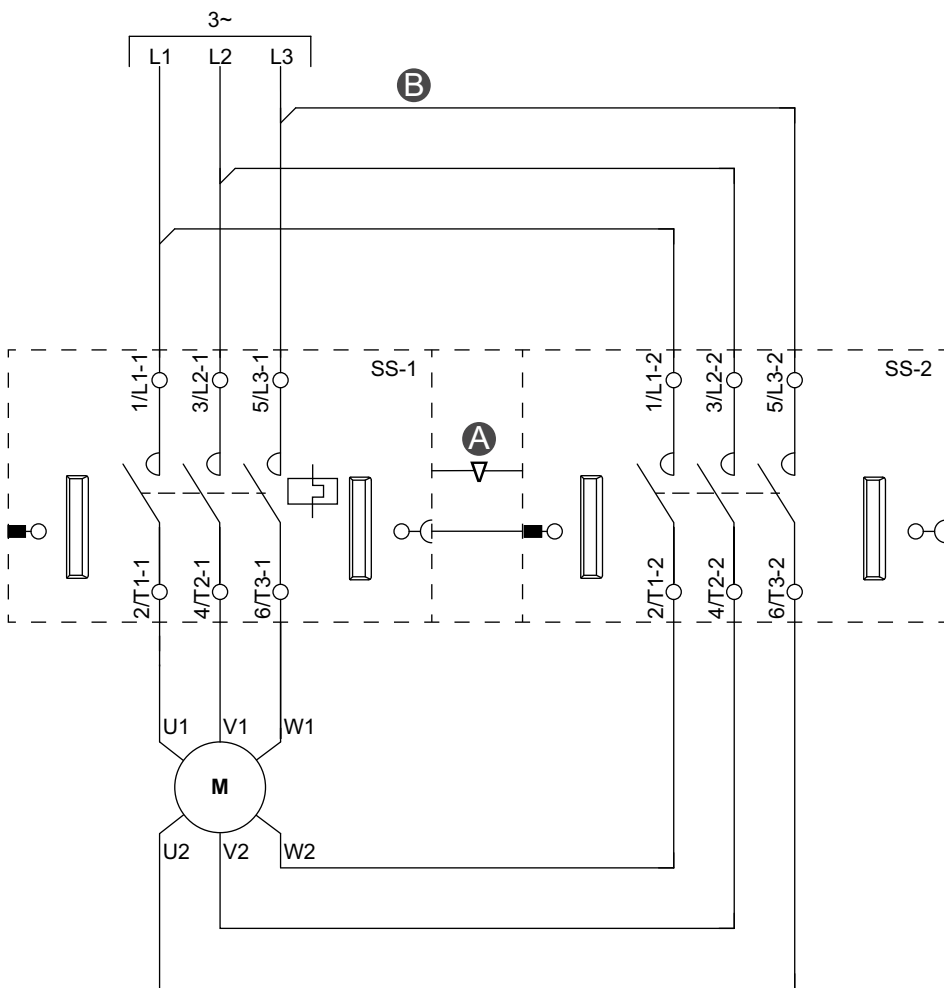 3~
L1 L2 L3
B
SS-1
SS-2
1/L1-1 3/L2-1 5/L3-1
1/L1-2 3/L2-2 5/L3-2
A
2/T1-1 4/T2-1 6/T3-1
2/T1-2 4/T2-2 6/T3-2
U1 V1 W1
M
U2 V2 W2